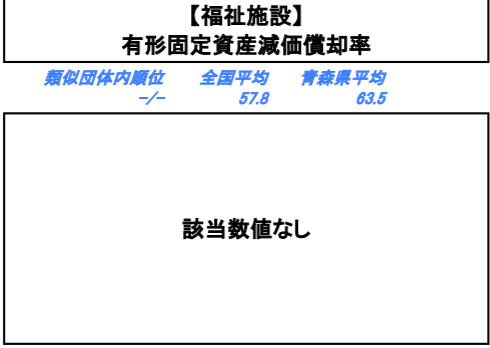 【福祉施設】
有形固定資産減価償却率
類似団体内順位 全国平均 青森県平均
-/- 57.8 63.5
該当数値なし